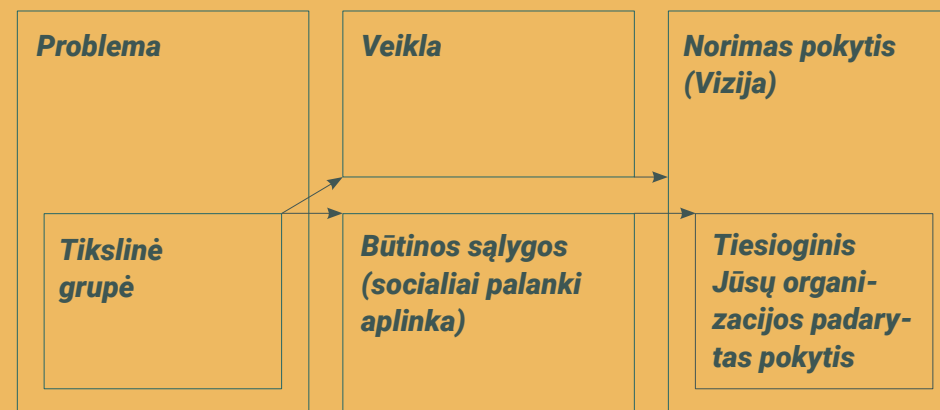 Problema
Tikslinė
grupė
Veikla
Būtinos sąlygos
(socialiai palanki
aplinka)
Norimas pokytis
(Vizija)
Tiesioginis
Jūsų organi-
zacijos padary-
tas pokytis